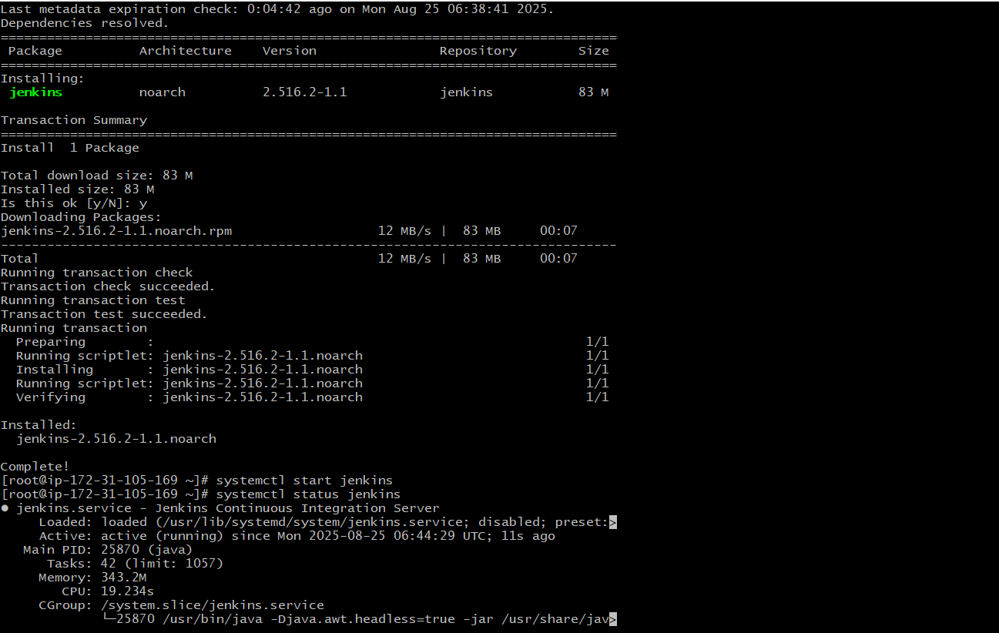 Last metadata expiration check: 0:04:42 ago on Mon Aug 25 06:38:41 2025.
Dependencies resolved.
================================================================================
 Package          Architecture    Version                Repository        Size
================================================================================
Installing:
 jenkins          noarch          2.516.2-1.1            jenkins           83 M

Transaction Summary
================================================================================
Install  1 Package

Total download size: 83 M
Installed size: 83 M
Is this ok [y/N]: y
Downloading Packages:
jenkins-2.516.2-1.1.noarch.rpm                   12 MB/s |  83 MB     00:07
--------------------------------------------------------------------------------
Total                                            12 MB/s |  83 MB     00:07
Running transaction check
Transaction check succeeded.
Running transaction test
Transaction test succeeded.
Running transaction
  Preparing        :                                                        1/1
  Running scriptlet: jenkins-2.516.2-1.1.noarch                             1/1
  Installing       : jenkins-2.516.2-1.1.noarch                             1/1
  Running scriptlet: jenkins-2.516.2-1.1.noarch                             1/1
  Verifying        : jenkins-2.516.2-1.1.noarch                             1/1

Installed:
  jenkins-2.516.2-1.1.noarch

Complete!
[root@ip-172-31-105-169 ~]# systemctl start jenkins
[root@ip-172-31-105-169 ~]# systemctl status jenkins
● jenkins.service - Jenkins Continuous Integration Server
     Loaded: loaded (/usr/lib/systemd/system/jenkins.service; disabled; preset:>
     Active: active (running) since Mon 2025-08-25 06:44:29 UTC; 11s ago
   Main PID: 25870 (java)
      Tasks: 42 (limit: 1057)
     Memory: 343.2M
        CPU: 19.234s
     CGroup: /system.slice/jenkins.service
             └─25870 /usr/bin/java -Djava.awt.headless=true -jar /usr/share/jav>